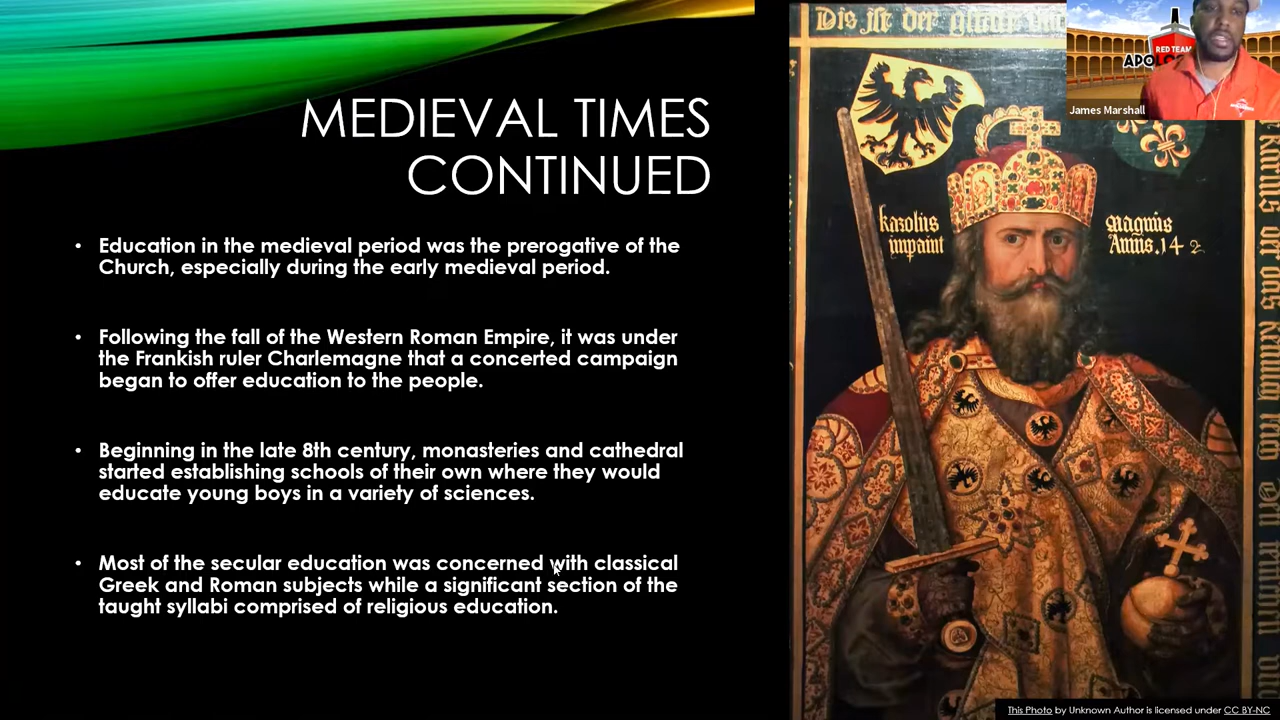 MEDIEVAL TIMES
CONTINUED
• Education in the medieval period was the prerogative of the
Church, especially during the early medieval period.
• Following the fall of the Western Roman Empire, it was under
the Frankish ruler Charlemagne that a concerted campaign
began to offer education to the people.
• Beginning in the late 8th century, monasteries and cathedral
started establishing schools of their own where they would
educate young boys in a variety of sciences.
• Most of the secular education was concerned with classical
Greek and Roman subjects while a significant section of the
taught syllabi comprised of religious education.
Dis ist der
karolus
impaint
magnus
Annis.14
RED TEAM
James Marshall
This Photo by Unknown Author is licensed under CC BY-NC